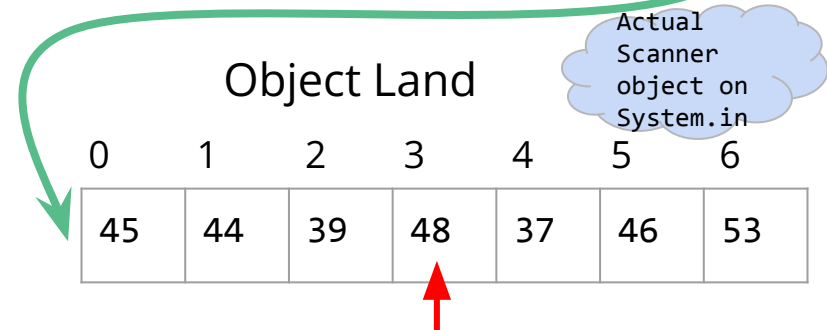 Actual
Scanner
object on
System.in
Object Land
0 1 2 3 4 5 6
45 44 39 48 37 46 53